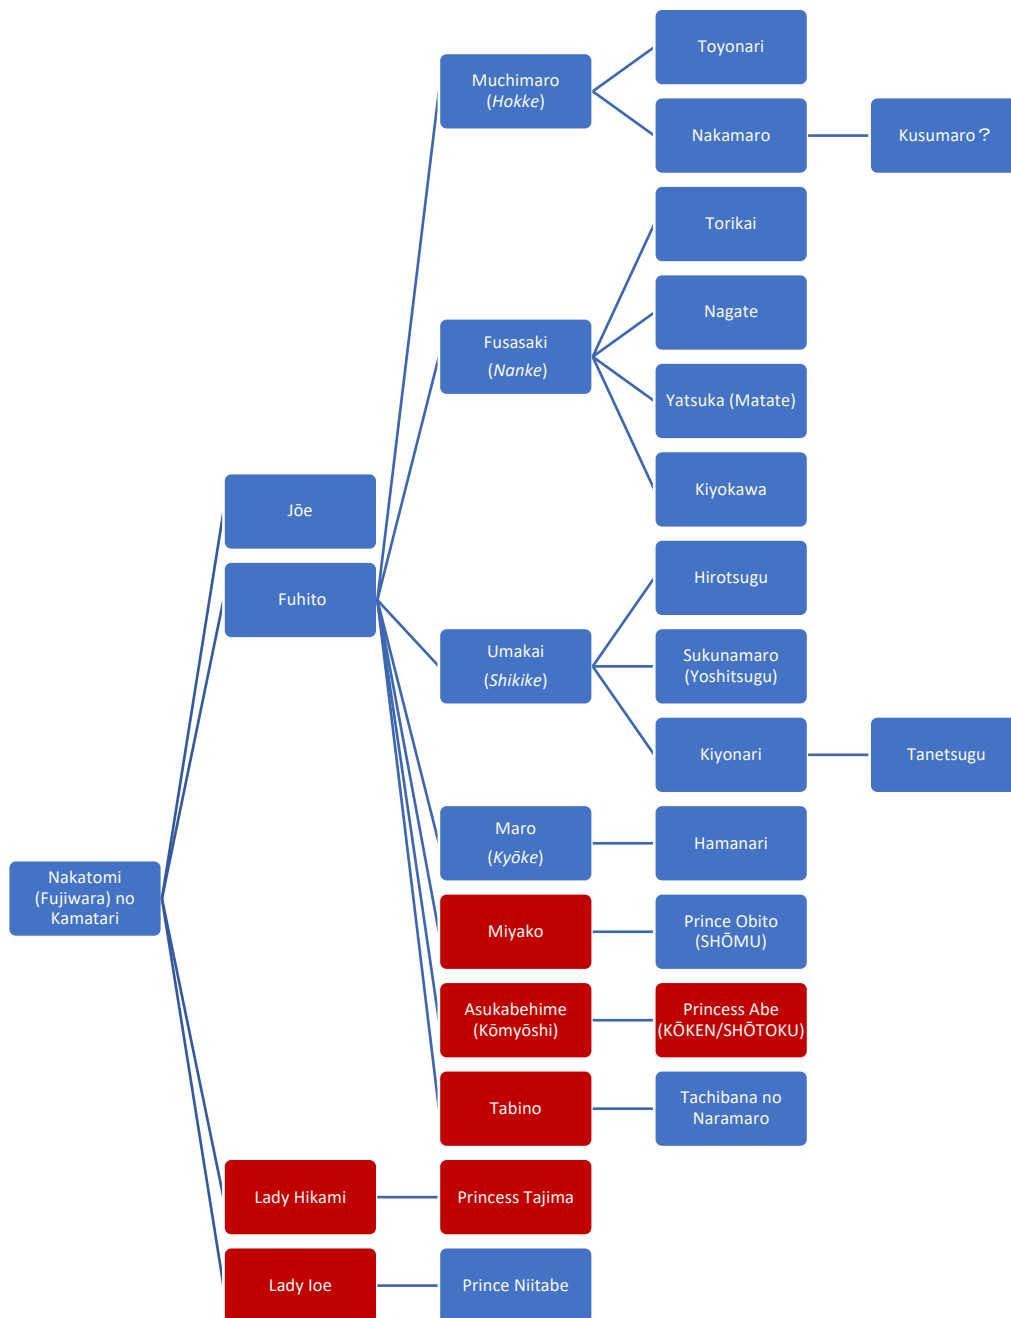 Toyonari
Muchimaro
(Hokke)
Nakamaro
Kusumaro？
Torikai
Nagate
Fusasaki
(Nanke)
Yatsuka (Matate)
Kiyokawa
Jōe
Hirotsugu
Fuhito
Umakai
(Shikike)
Sukunamaro
(Yoshitsugu)
Kiyonari
Tanetsugu
Maro
(Kyōke)
Hamanari
Nakatomi
(Fujiwara) no
Kamatari
Miyako
Prince Obito
(SHŌMU)
Asukabehime
(Kōmyōshi)
Princess Abe
(KŌKEN/SHŌTOKU)
Tabino
Tachibana no
Naramaro
Lady Hikami
Princess Tajima
Lady Ioe
Prince Niitabe